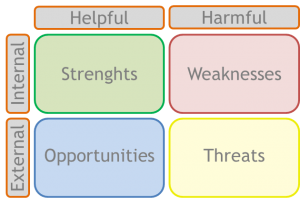 Helpful
Harmful
Internal
Strenghts
Weaknesses
External
Opportunities
Threats